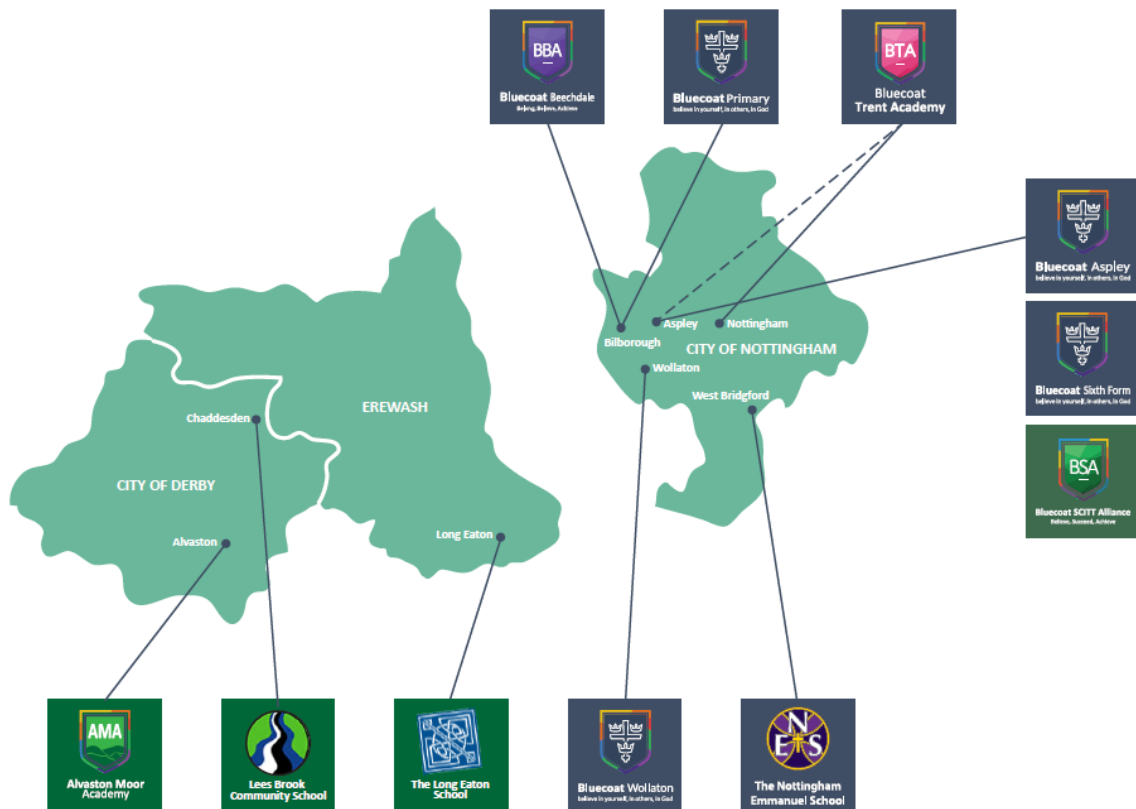 BBA
Bluecoat Beechdale
Belong, Believe, Achieve
Bluecoat Primary
believe in yourself, in others, in God
BTA
Bluecoat
Trent Academy
Bluecoat Aspley
believe in yourself, in others, in God
Aspley
Nottingham
Bilborough
CITY OF NOTTINGHAM
Wollaton
West Bridgford
Bluecoat Sixth Form
believe in yourself, in others, in God
EREWASH
Chaddesden
BSA
Bluecoat SCITT Alliance
Believe, Succeed, Achieve
CITY OF DERBY
Long Eaton
Alvaston
AMA
Alvaston Moor
Academy
Lees Brook
Community School
The Long Eaton
School
Bluecoat Wollaton
believe in yourself, in others, in God
N
E S
The Nottingham
Emmanuel School